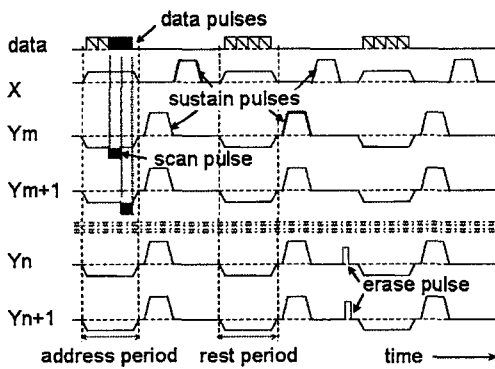 data pulses
data
X
sustain pulses
Ym
scan pulse
Ym+1
Yn
erase pulse
Yn+1
address period
rest period
time